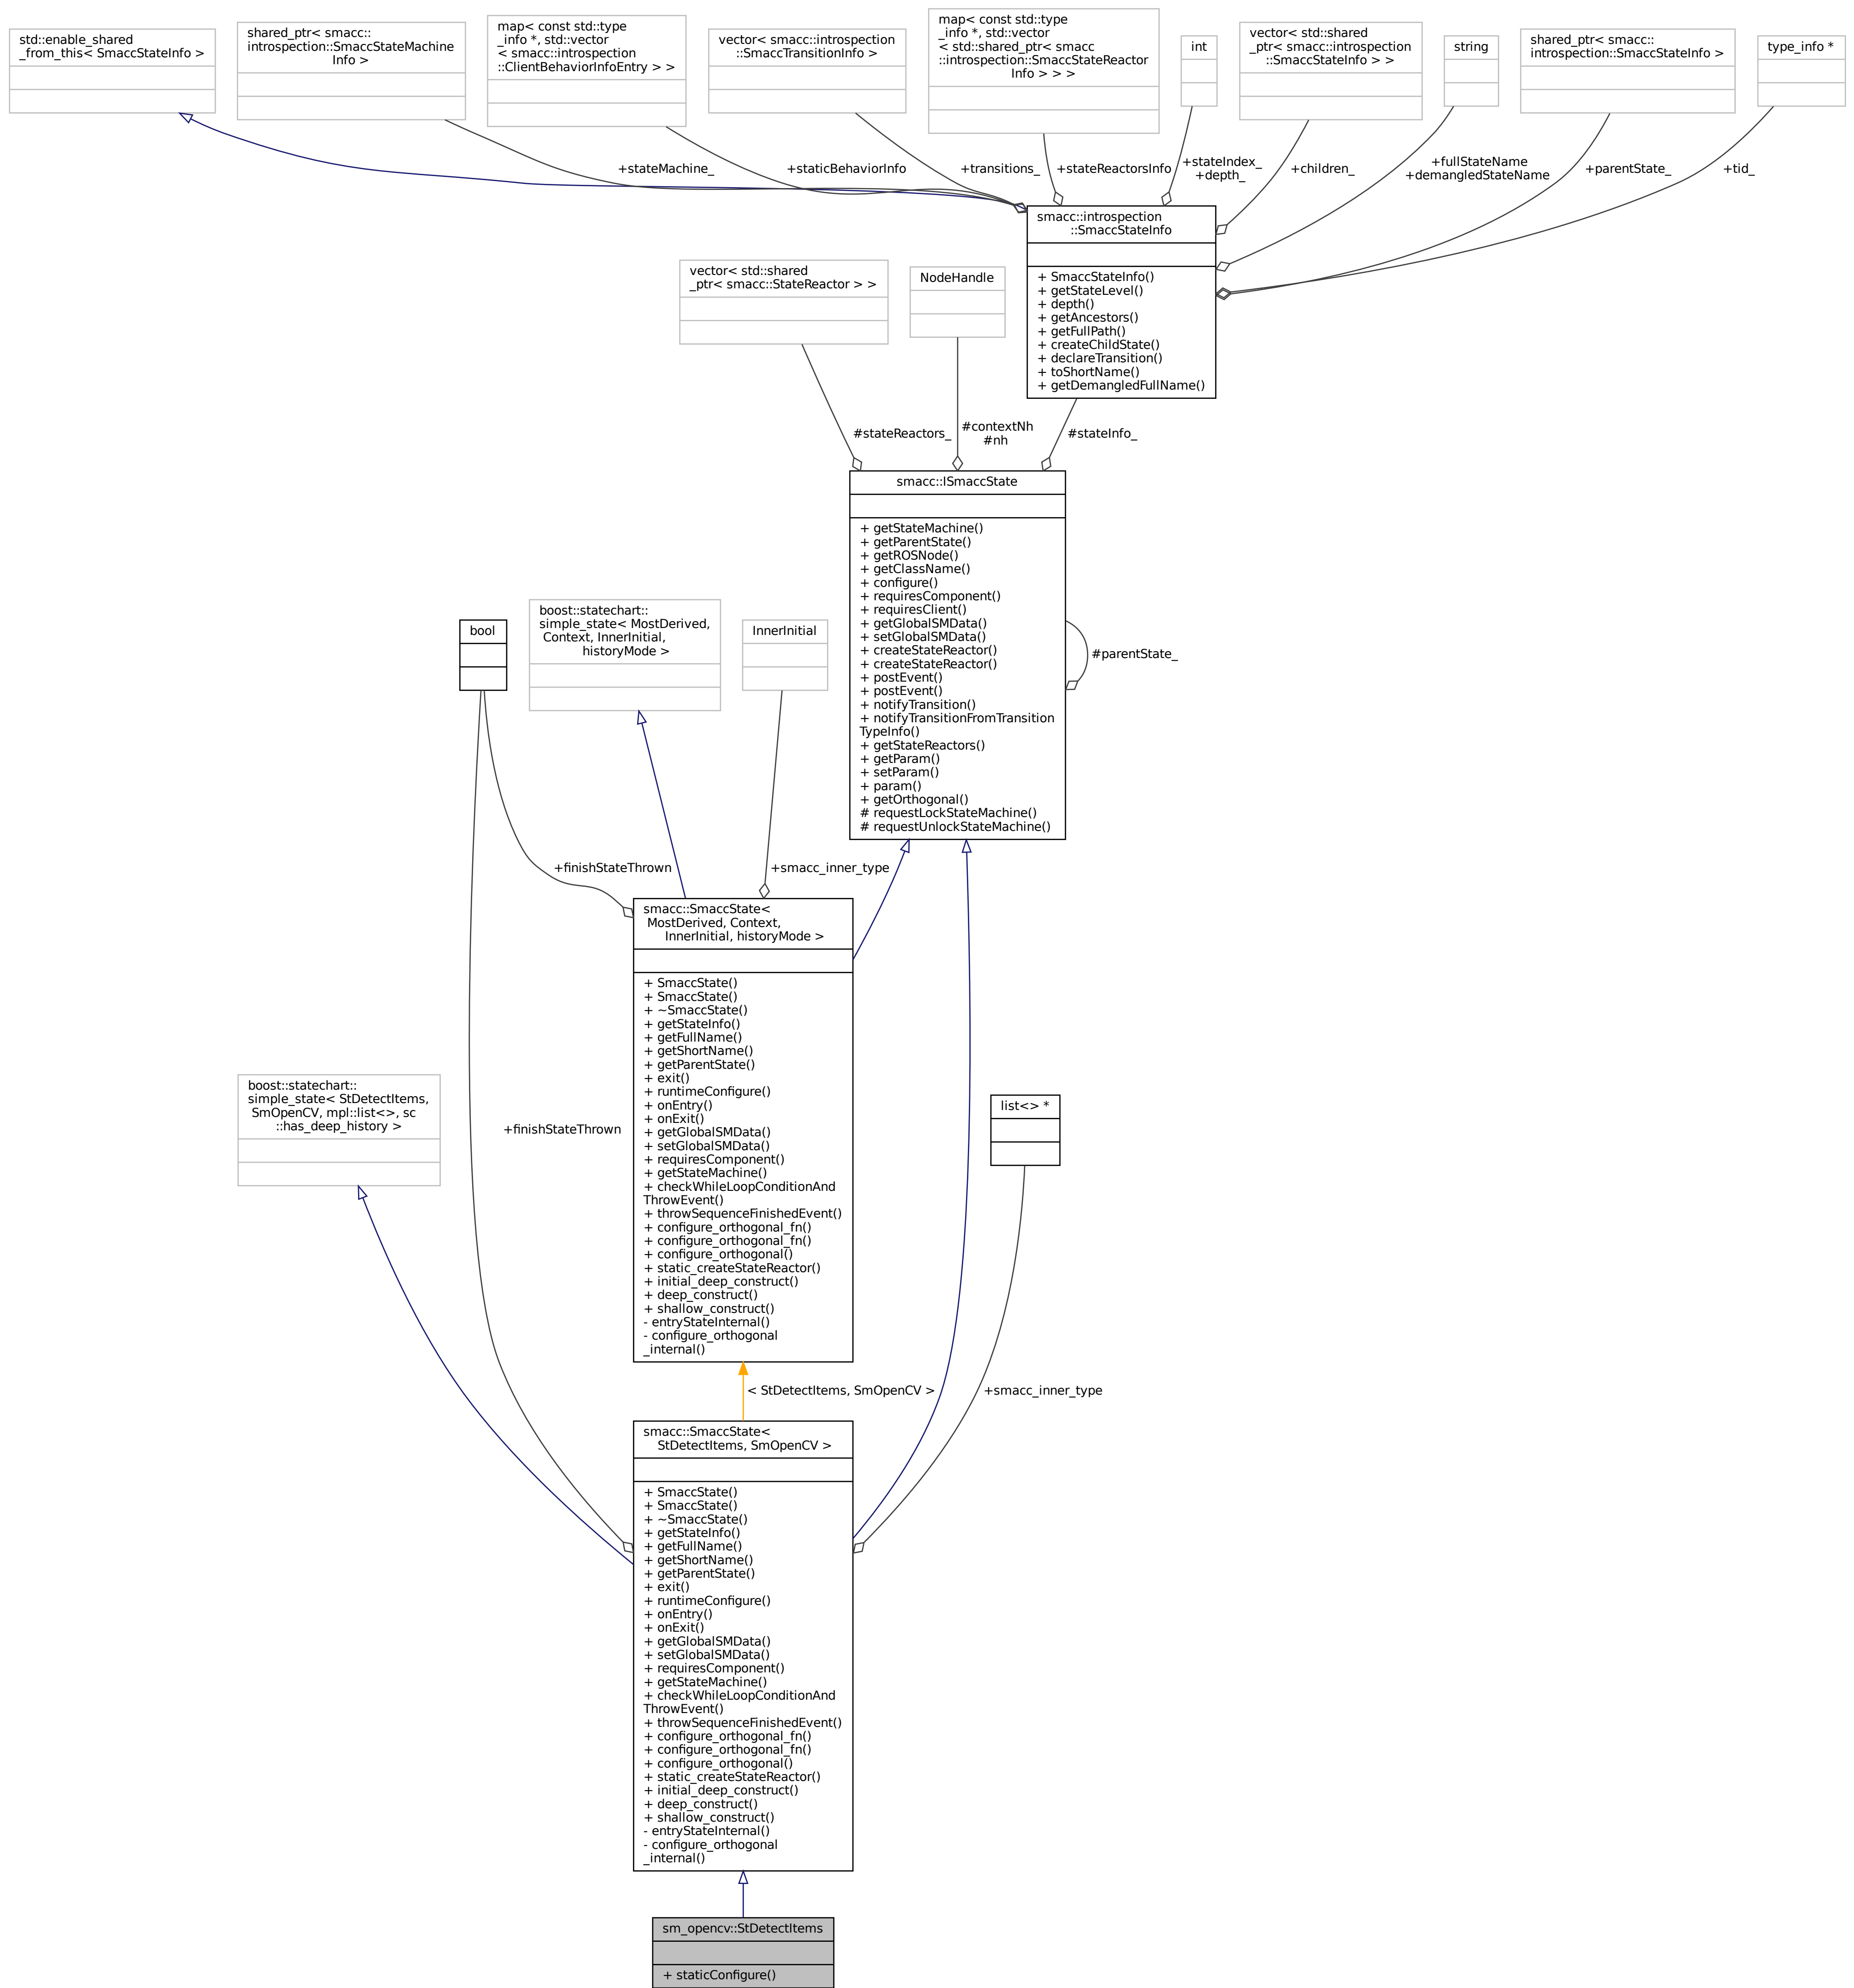 std::enable_shared
_from_this< SmaccStateInfo >
shared_ptr< smacc::
introspection::SmaccStateMachine
Info >
map< const std::type
_info *, std::vector
< smacc::introspection
::ClientBehaviorInfoEntry > >
vector< smacc::introspection
::SmaccTransitionInfo >
map< const std::type
_info *, std::vector
< std::shared_ptr< smacc
::introspection::SmaccStateReactor
Info > > >
int
vector< std::shared
_ptr< smacc::introspection
::SmaccStateInfo > >
string
shared_ptr< smacc::
introspection::SmaccStateInfo >
type_info *
+stateMachine_
+staticBehaviorInfo
+transitions_
+stateReactorsInfo
+stateIndex_
+depth_
+children_
+fullStateName
+demangledStateName
+parentState_
+tid_
smacc::introspection
::SmaccStateInfo
+ SmaccStateInfo()
+ getStateLevel()
+ depth()
+ getAncestors()
+ getFullPath()
+ createChildState()
+ declareTransition()
+ toShortName()
+ getDemangledFullName()
vector< std::shared
_ptr< smacc::StateReactor > >
NodeHandle
#stateReactors_
#contextNh
#nh
#stateInfo_
smacc::ISmaccState
+ getStateMachine()
+ getParentState()
+ getROSNode()
+ getClassName()
+ configure()
+ requiresComponent()
+ requiresClient()
+ getGlobalSMData()
+ setGlobalSMData()
+ createStateReactor()
+ createStateReactor()
+ postEvent()
+ postEvent()
+ notifyTransition()
+ notifyTransitionFromTransition
TypeInfo()
+ getStateReactors()
+ getParam()
+ setParam()
+ param()
+ getOrthogonal()
# requestLockStateMachine()
# requestUnlockStateMachine()
#parentState_
bool
boost::statechart::
simple_state< MostDerived,
Context, InnerInitial,
historyMode >
InnerInitial
+finishStateThrown
+smacc_inner_type
smacc::SmaccState<
MostDerived, Context,
InnerInitial, historyMode >
+ SmaccState()
+ SmaccState()
+ ~SmaccState()
+ getStateInfo()
+ getFullName()
+ getShortName()
+ getParentState()
+ exit()
+ runtimeConfigure()
+ onEntry()
+ onExit()
+ getGlobalSMData()
+ setGlobalSMData()
+ requiresComponent()
+ getStateMachine()
+ checkWhileLoopConditionAnd
ThrowEvent()
+ throwSequenceFinishedEvent()
+ configure_orthogonal_fn()
+ configure_orthogonal_fn()
+ configure_orthogonal()
+ static_createStateReactor()
+ initial_deep_construct()
+ deep_construct()
+ shallow_construct()
- entryStateInternal()
- configure_orthogonal
_internal()
boost::statechart::
simple_state< StDetectItems,
SmOpenCV, mpl::list<>, sc
::has_deep_history >
+finishStateThrown
list<> *
< StDetectItems, SmOpenCV >
+smacc_inner_type
smacc::SmaccState<
StDetectItems, SmOpenCV >
+ SmaccState()
+ SmaccState()
+ ~SmaccState()
+ getStateInfo()
+ getFullName()
+ getShortName()
+ getParentState()
+ exit()
+ runtimeConfigure()
+ onEntry()
+ onExit()
+ getGlobalSMData()
+ setGlobalSMData()
+ requiresComponent()
+ getStateMachine()
+ checkWhileLoopConditionAnd
ThrowEvent()
+ throwSequenceFinishedEvent()
+ configure_orthogonal_fn()
+ configure_orthogonal_fn()
+ configure_orthogonal()
+ static_createStateReactor()
+ initial_deep_construct()
+ deep_construct()
+ shallow_construct()
- entryStateInternal()
- configure_orthogonal
_internal()
sm_opencv::StDetectItems
+ staticConfigure()